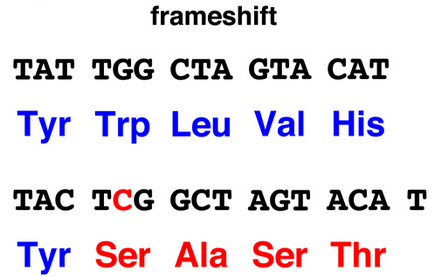 frameshift
TAT TGG CTA GTA CAT
Tyr Trp Leu Val His
TAC TCG GCT AGT ACA T
Tyr Ser Ala Ser Thr